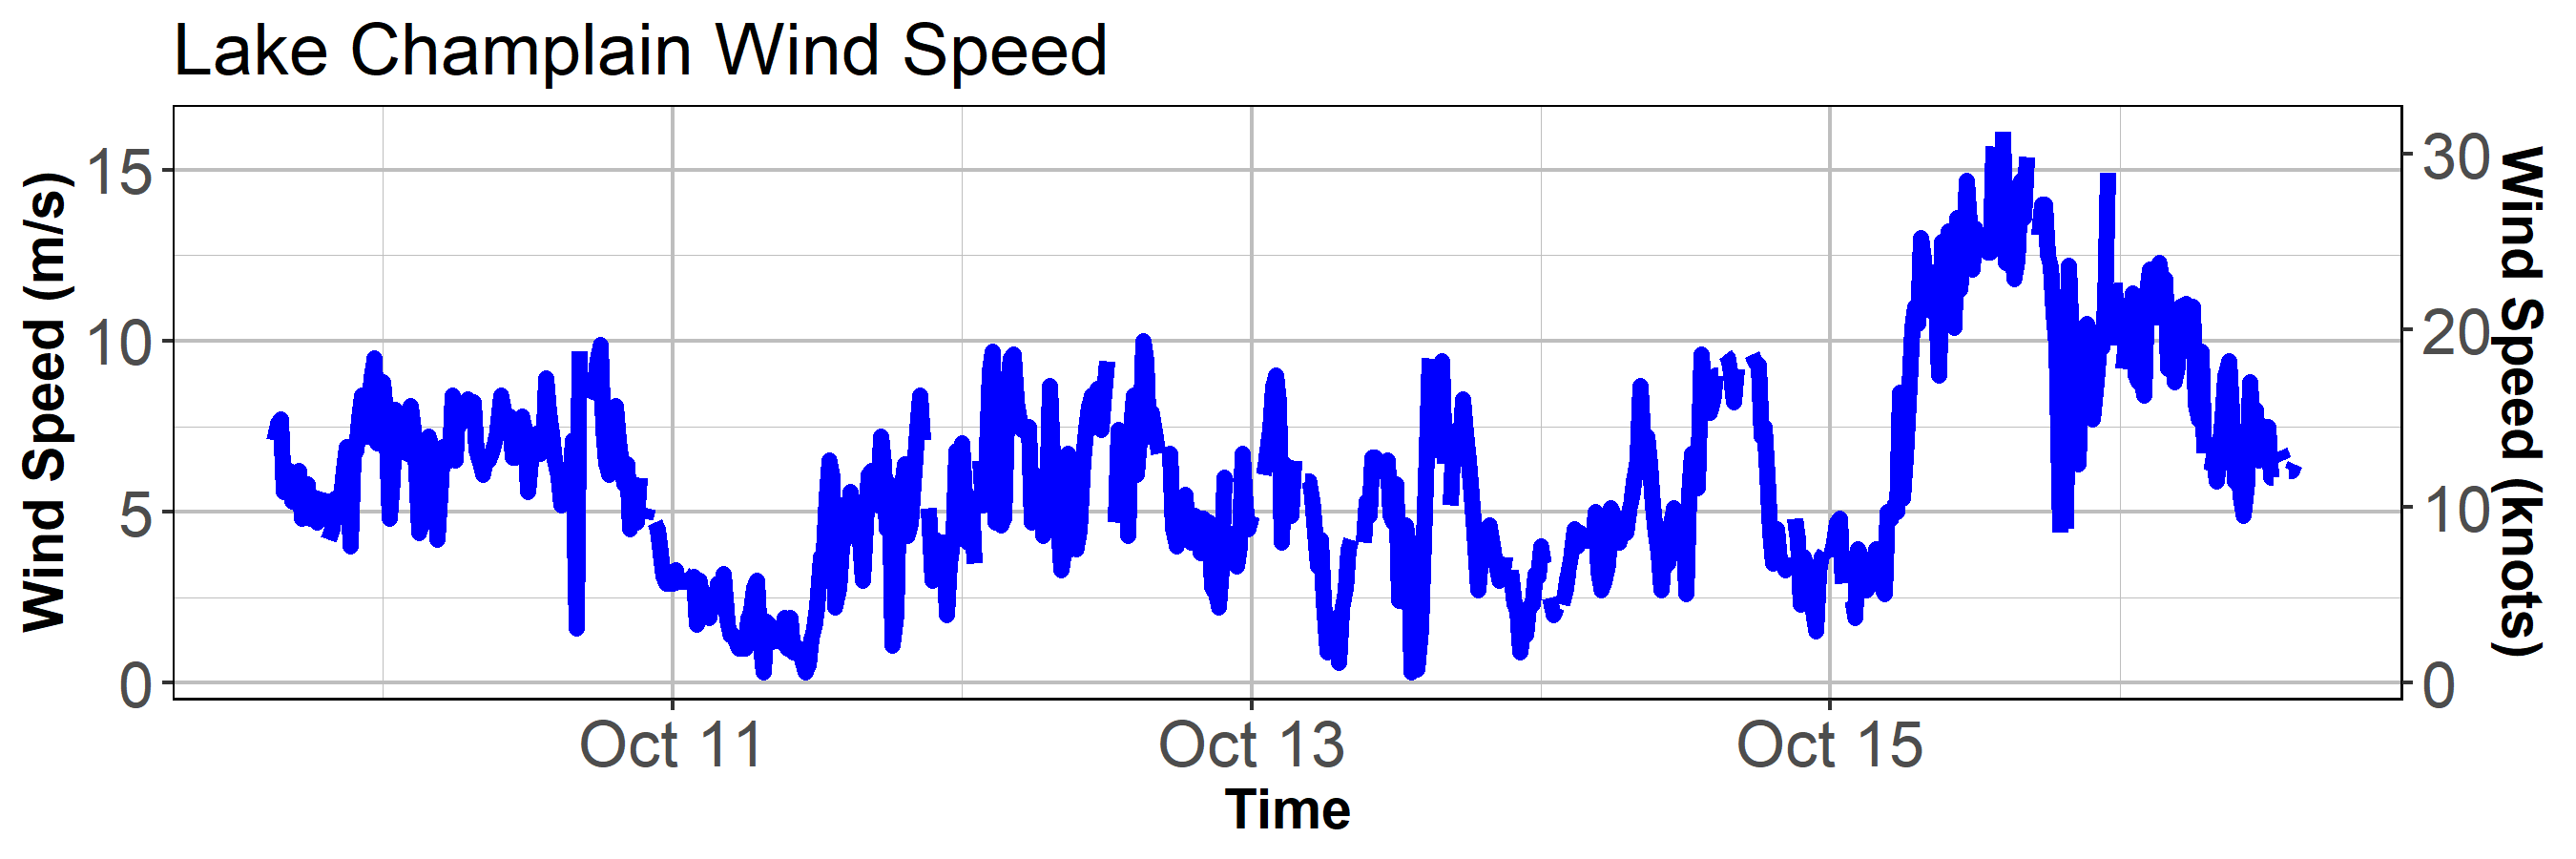 Lake Champlain Wind Speed
Wind Speed (m/s)
15
10
5
0
30
20
10
0
Wind Speed (knots)
Oct 11
Oct 13
Oct 15
Time